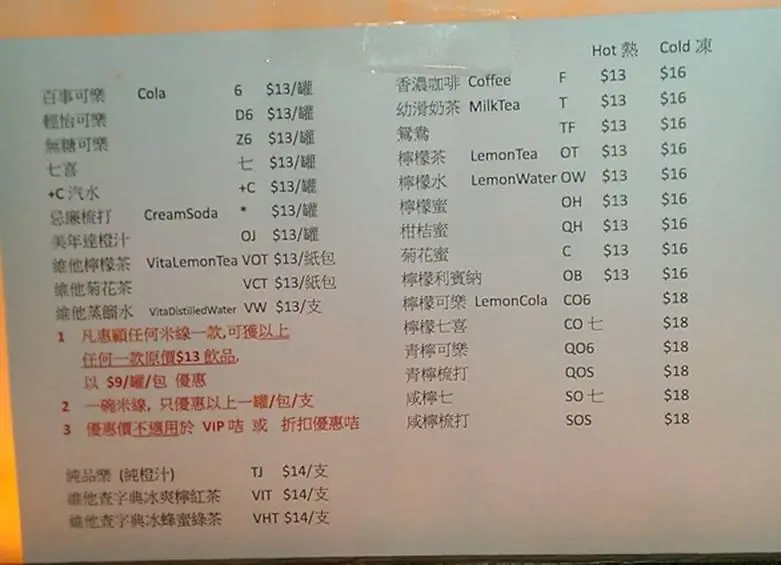 百事可樂 Cola 6 $13/罐
輕怡可樂 D6 $13/罐
無糖可樂 Z6 $13/罐
七喜 七 $13/罐
+C 汽水 +C $13/罐
忌廉梳打 CreamSoda * $13/罐
美年達橙汁 OJ $13/罐
維他檸檬茶 VitaLemonTea VOT $13/紙包
維他菊花茶 VCT $13/紙包
維他蒸餾水 VitaDistilledWater VW $13/支
1 凡惠顧任何米線一款,可獲以上
任何一款原價$13 飲品,
以 $9/罐/包 優惠
2 一碗米線, 只優惠以上一罐/包/支
3 優惠價不適用於 VIP 咭 或 折扣優惠咭
純品樂 (純橙汁) TJ $14/支
維他查字典冰爽檸紅茶 VIT $14/支
維他查字典冰蜂蜜綠茶 VHT $14/支
Hot 熱 Cold 凍
香濃咖啡 Coffee F $13 $16
幼滑奶茶 MilkTea T $13 $16
鴛鴦 TF $13 $16
檸檬茶 LemonTea OT $13 $16
檸檬水 LemonWater OW $13 $16
檸檬蜜 OH $13 $16
柑桔蜜 QH $13 $16
菊花蜜 C $13 $16
檸檬利賓納 OB $13 $16
檸檬可樂 LemonCola CO6 $18
檸檬七喜 CO 七 $18
青檸可樂 QO6 $18
青檸梳打 QOS $18
咸檸七 SO 七 $18
咸檸梳打 SOS $18